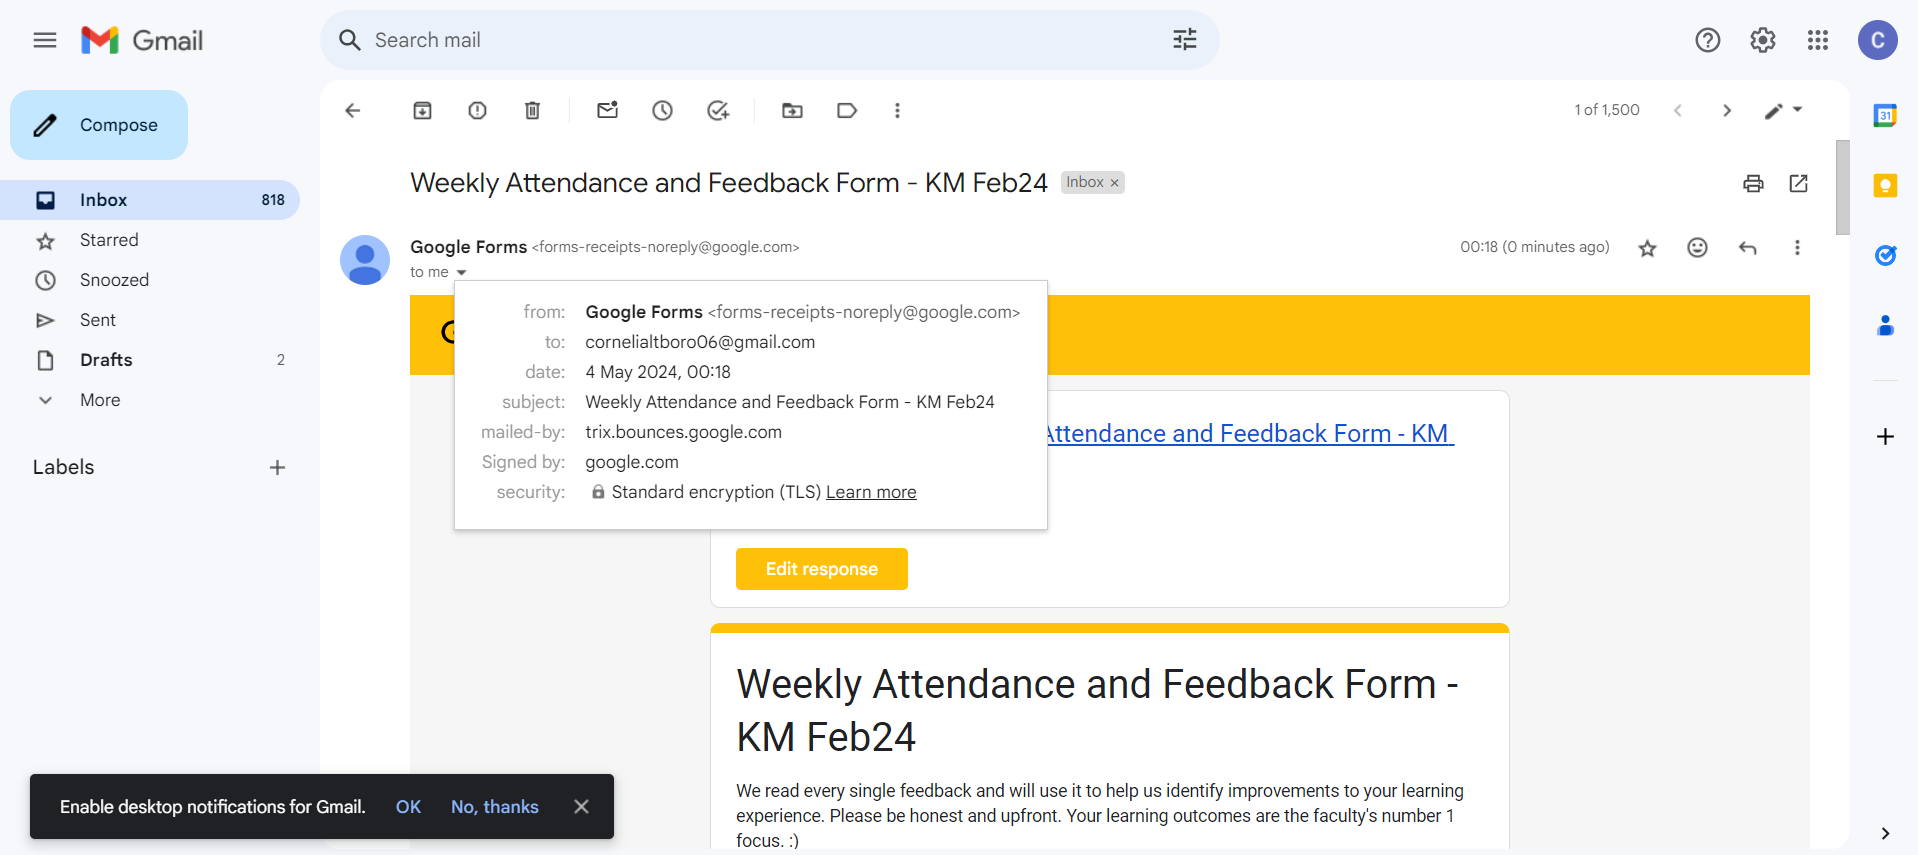 Gmail
Search mail
C
Compose
1 of 1,500
31
Inbox 818
Starred
Snoozed
Sent
Drafts 2
More
Labels
Weekly Attendance and Feedback Form - KM Feb24 Inbox ×
Google Forms <forms-receipts-noreply@google.com>
00:18 (0 minutes ago)
to me
from: Google Forms <forms-receipts-noreply@google.com>
to: cornelialtboro06@gmail.com
date: 4 May 2024, 00:18
subject: Weekly Attendance and Feedback Form - KM Feb24
mailed-by: trix.bounces.google.com
Signed by: google.com
security: Standard encryption (TLS) Learn more
Attendance and Feedback Form - KM
Edit response
Weekly Attendance and Feedback Form -
KM Feb24
We read every single feedback and will use it to help us identify improvements to your learning
experience. Please be honest and upfront. Your learning outcomes are the faculty's number 1
focus. :)
Enable desktop notifications for Gmail. OK No, thanks